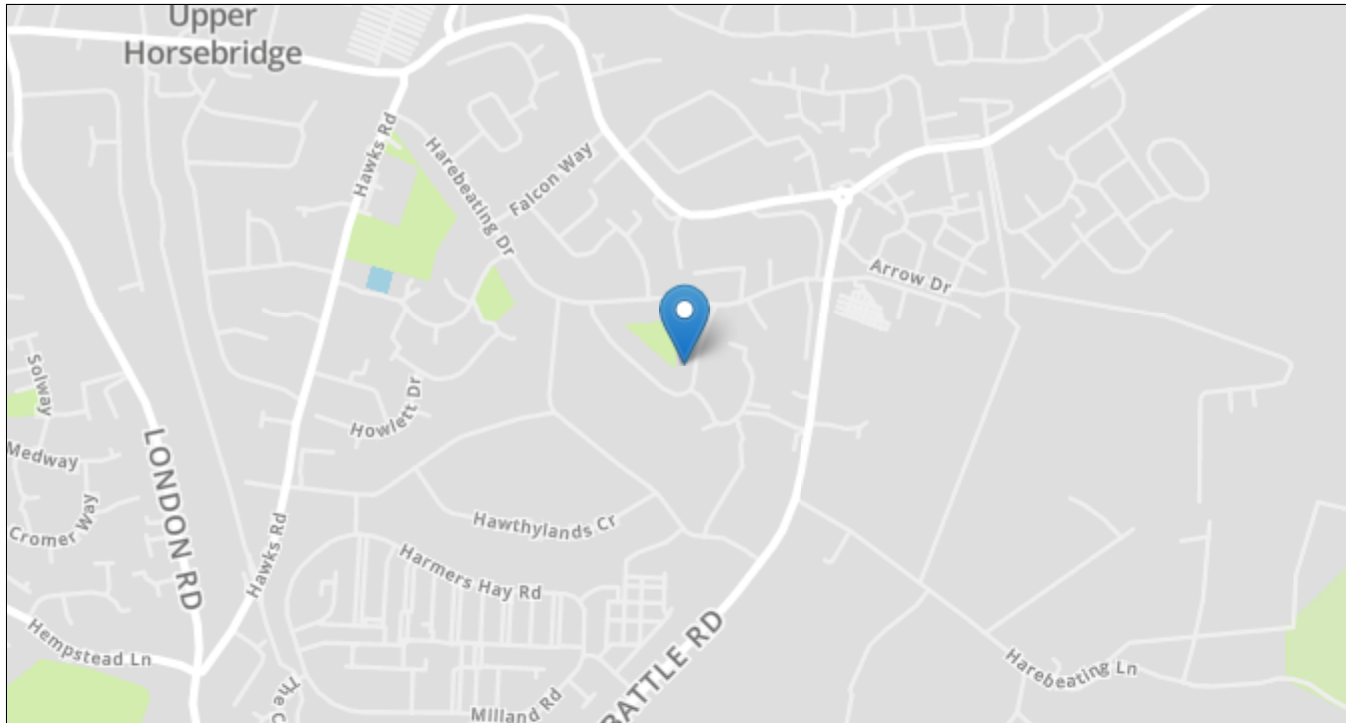 Upper
Horsebridge
Hawks Rd
Harebeating Dr
Falcon Way
Arrow Dr
Solway
Howlett Dr
Medway
LONDON RD
Cromer Way
Hawks Rd
Hawthylands Cr
Harmers Hay Rd
Hempstead Ln
BATTLE RD
Harebeating Ln
The C
Milland Rd